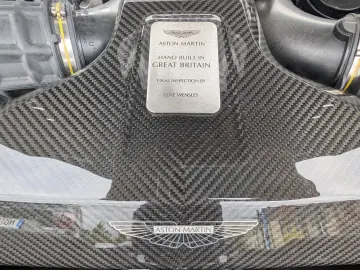 ASTON MARTIN
HAND BUILT IN
GREAT BRITAIN
FINAL INSPECTION BY
ASTON MARTIN